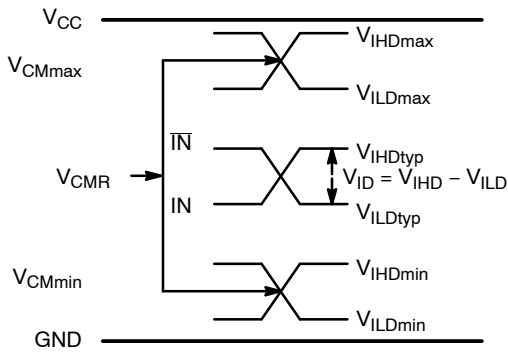 VCC
VIHDmax
VCMmax
VILDmax
IN
VIHDtyp
VCMR
VID = VIHD – VILD
IN
VILDtyp
VIHDmin
VCMmin
VILDmin
GND